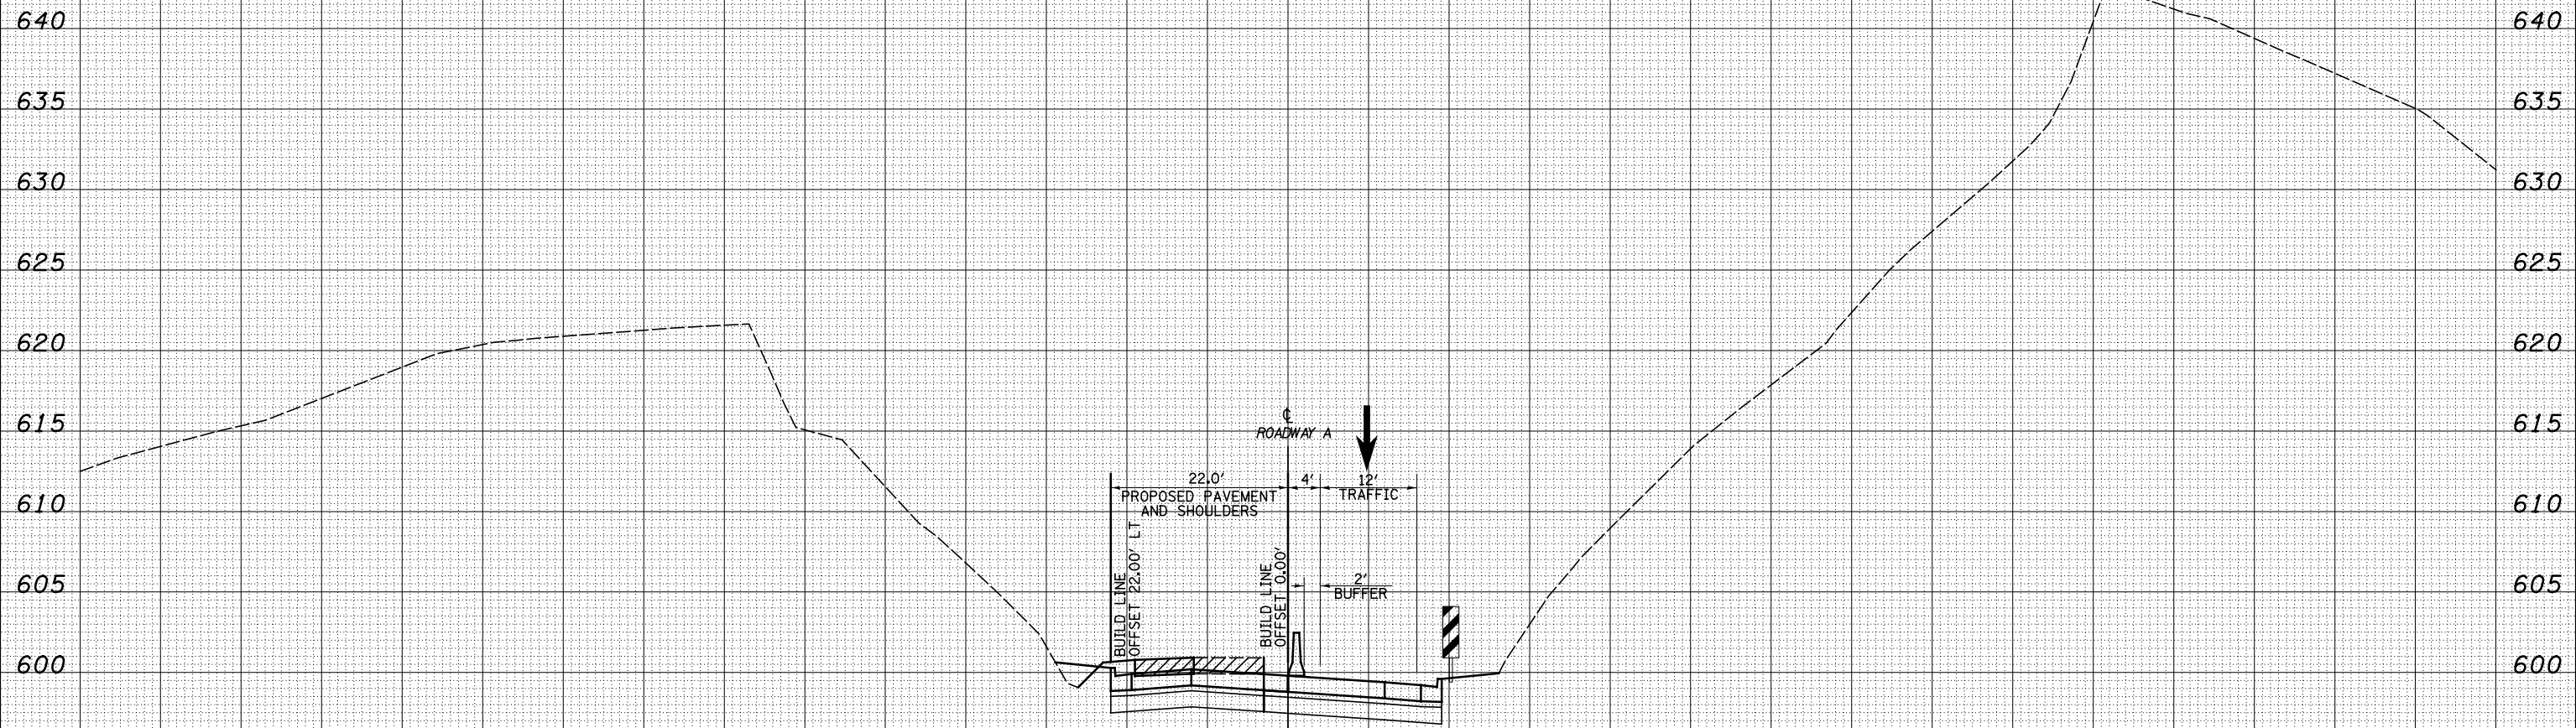 640 640
635 635
630 630
625 625
620 620
℄
615 ROADWAY A 615
22.0' 4' 12'
PROPOSED PAVEMENT TRAFFIC
610 AND SHOULDERS 610
BUILD LINE
OFFSET 22.00' LT
BUILD LINE
OFFSET 0.00'
605 2' 605
BUFFER
600 600